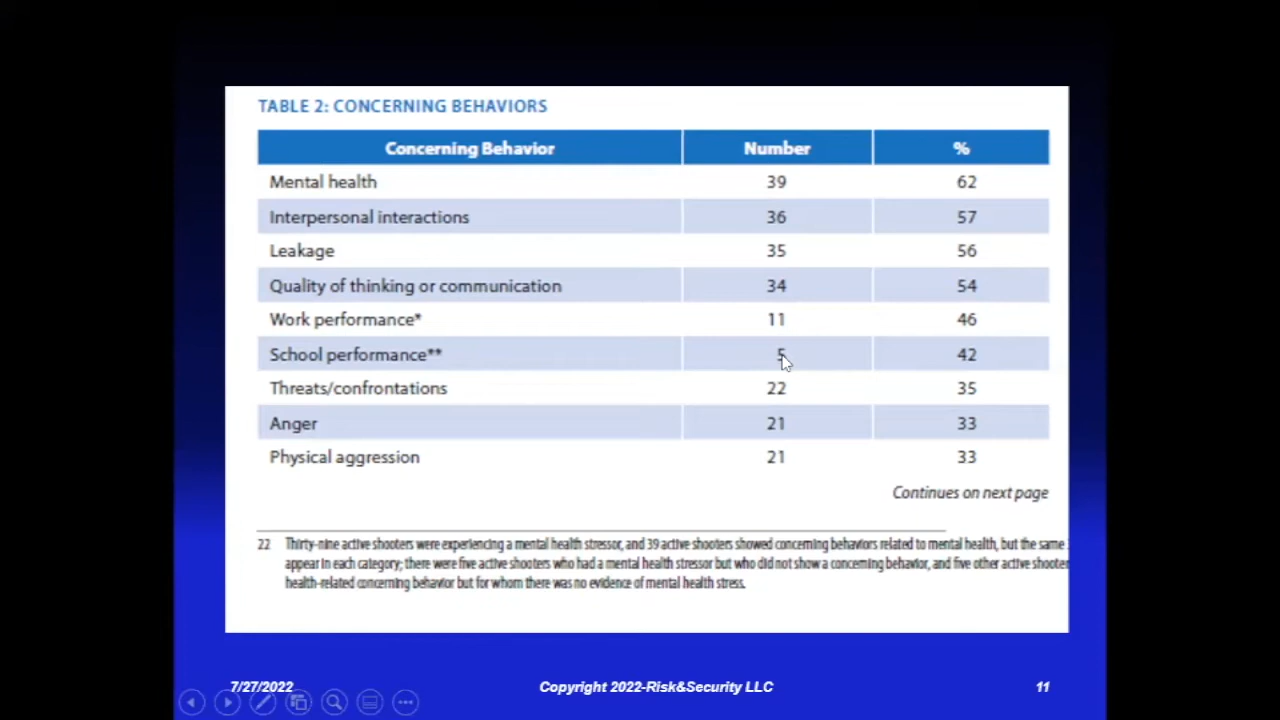 TABLE 2: CONCERNING BEHAVIORS
Concerning Behavior Number %
Mental health 39 62
Interpersonal interactions 36 57
Leakage 35 56
Quality of thinking or communication 34 54
Work performance* 11 46
School performance** 5 42
Threats/confrontations 22 35
Anger 21 33
Physical aggression 21 33
Continues on next page
22 Thirty-nine active shooters were experiencing a mental health stressor, and 39 active shooters showed concerning behaviors related to mental health, but the same
appear in each category; there were five active shooters who had a mental health stressor but who did not show a concerning behavior, and five other active shooter
health-related concerning behavior but for whom there was no evidence of mental health stress.
7/27/2022 Copyright 2022-Risk&Security LLC 11